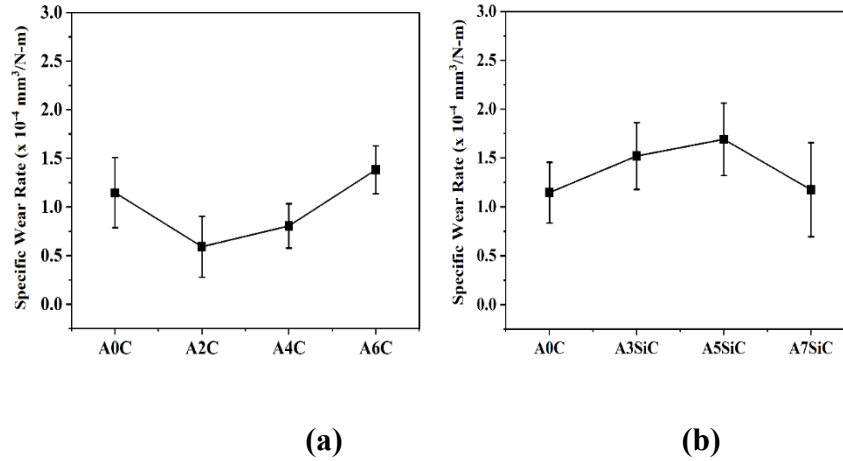 Specific Wear Rate (x 10⁻⁴ mm³/N-m)
3.0
2.5
2.0
1.5
1.0
0.5
0.0
A0C A2C A4C A6C
(a)
Specific Wear Rate (x 10⁻⁴ mm³/N-m)
3.0
2.5
2.0
1.5
1.0
0.5
0.0
A0C A3SiC A5SiC A7SiC
(b)